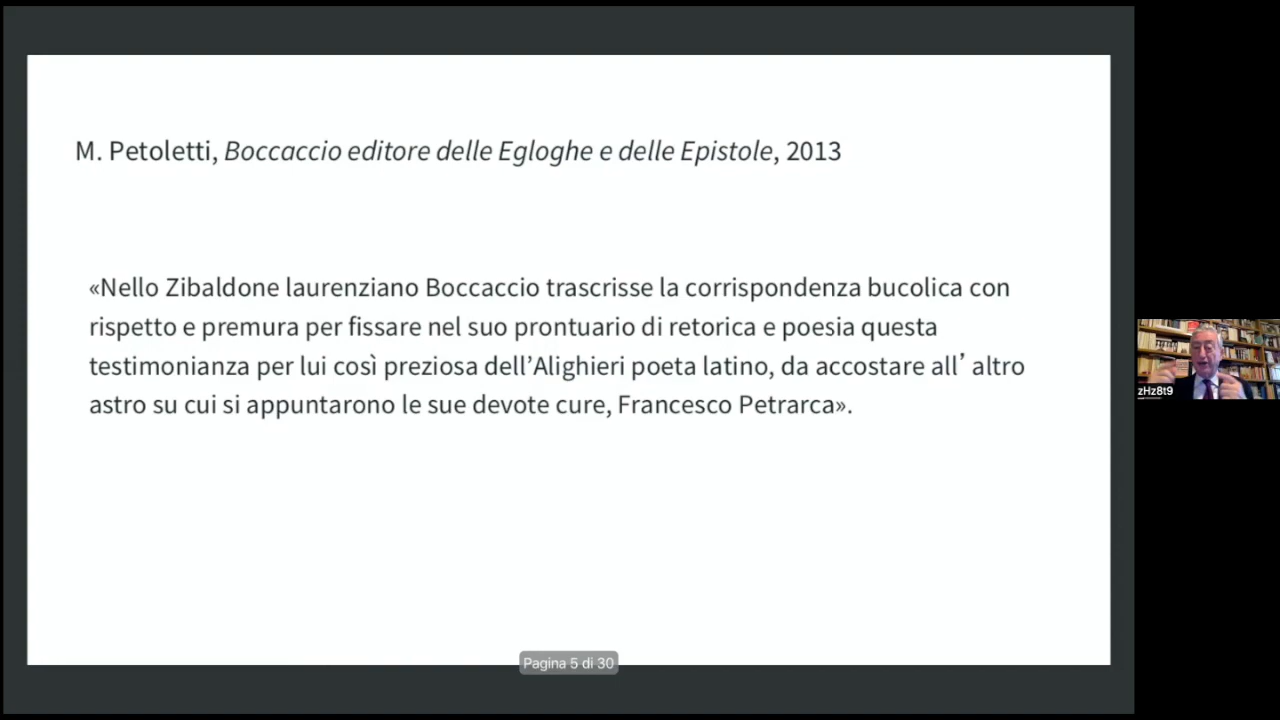 M. Petoletti, Boccaccio editore delle Egloghe e delle Epistole, 2013
«Nello Zibaldone laurenziano Boccaccio trascrisse la corrispondenza bucolica con
rispetto e premura per fissare nel suo prontuario di retorica e poesia questa
testimonianza per lui così preziosa dell’Alighieri poeta latino, da accostare all’ altro
astro su cui si appuntarono le sue devote cure, Francesco Petrarca».
Pagina 5 di 30
zHz8t9